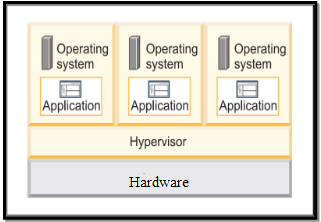 Operating
system
Application
Operating
system
Application
Operating
system
Application
Hypervisor
Hardware